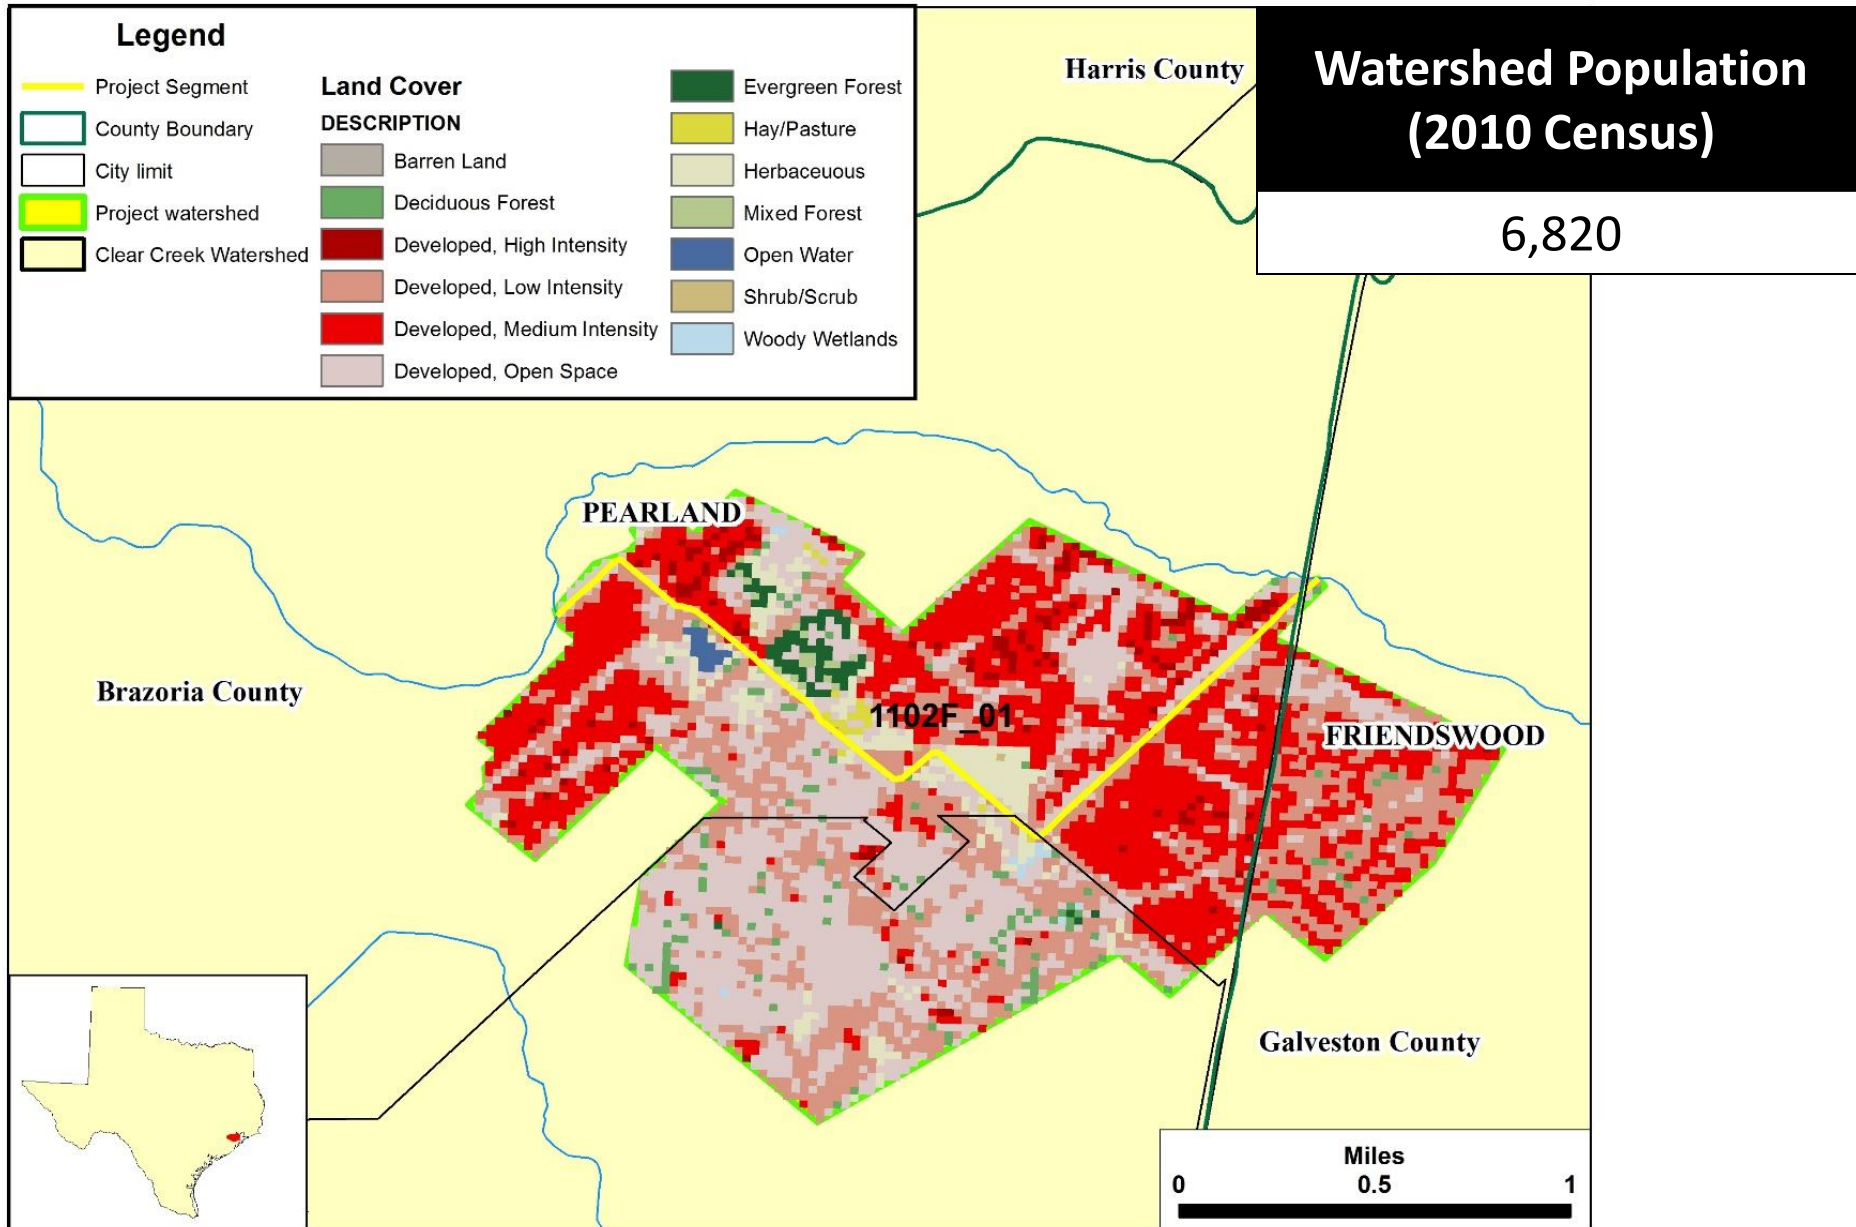 Legend
Project Segment
County Boundary
City limit
Project watershed
Clear Creek Watershed
Land Cover
DESCRIPTION
Barren Land
Deciduous Forest
Developed, High Intensity
Developed, Low Intensity
Developed, Medium Intensity
Developed, Open Space
Evergreen Forest
Hay/Pasture
Herbaceuous
Mixed Forest
Open Water
Shrub/Scrub
Woody Wetlands
Harris County
Watershed Population
(2010 Census)
6,820
PEARLAND
Brazoria County
1102F_01
FRIENDSWOOD
Galveston County
Miles
0 0.5 1